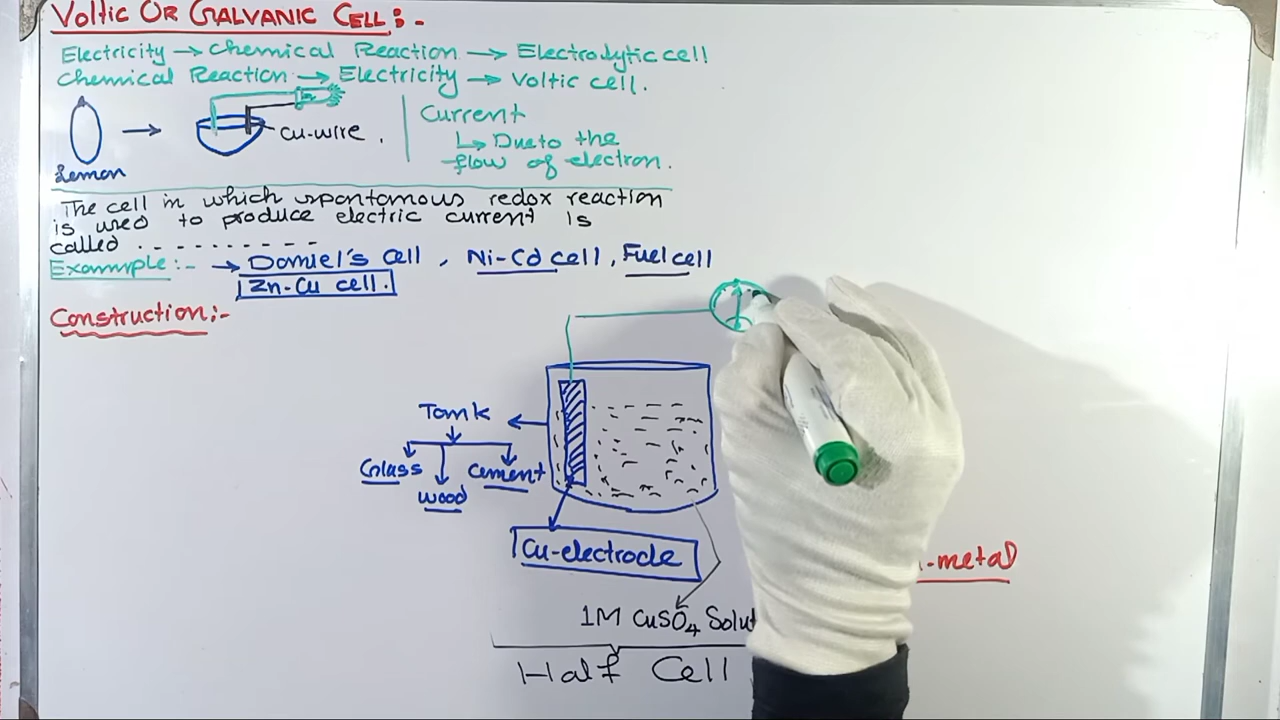 Voltic OR GALVANIC CELL:-
Electricity → Chemical Reaction → Electrolytic cell
Chemical Reaction → Electricity → Voltic cell.
Lemon
Cu-wire.
Current
↳ Due to the
flow of electron.
The cell in which spontamous redox reaction
is used to produce electric current is
called - - - - - - - - - -
Exammple:- → Daniel's cell, Ni-Cd cell, Fuel cell
Zn-Cu cell.
Construction:-
Tank
Glass
wood
Cement
Cu-electrode
-metal
1M CuSO4 Solut
Half Cell